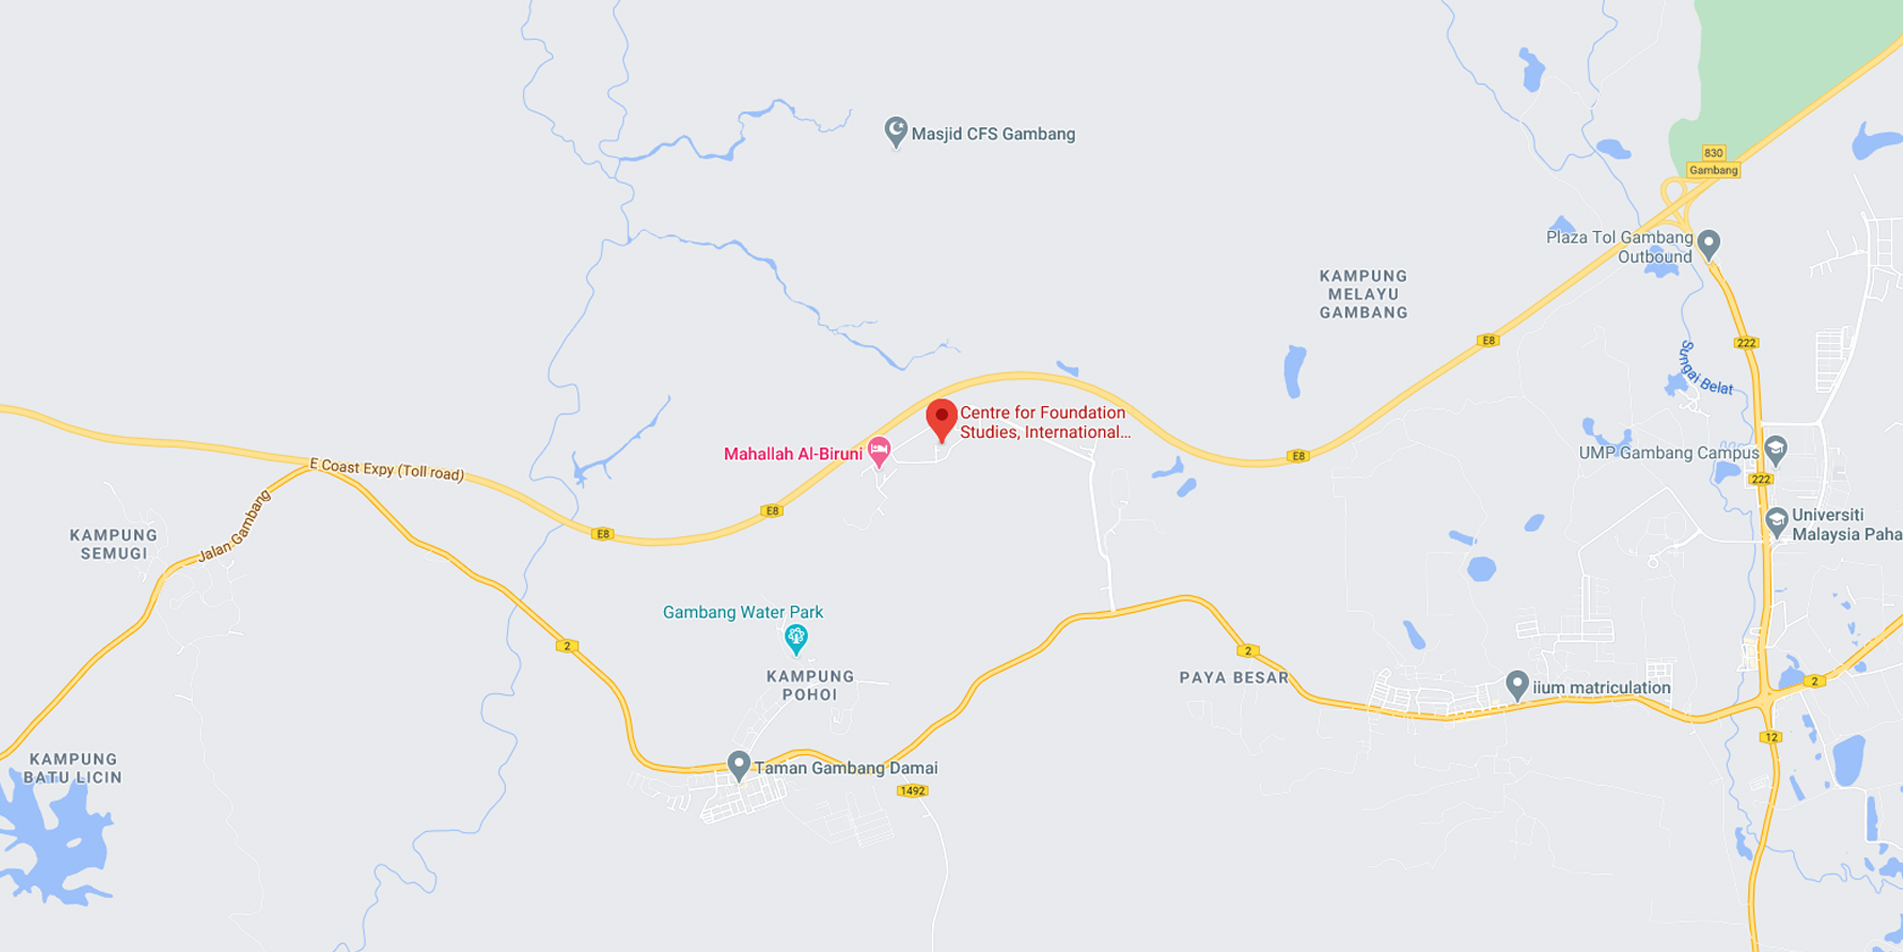 Masjid CFS Gambang
830
Gambang
Plaza Tol Gambang
Outbound
KAMPUNG
MELAYU
GAMBANG
E8
222
Sungai Belat
Centre for Foundation
Studies, International...
Mahallah Al-Biruni
E8
UMP Gambang Campus
222
E Coast Expy (Toll road)
Jalan Gambang
E8
E8
Universiti
Malaysia Paha
KAMPUNG
SEMUGI
Gambang Water Park
2
2
KAMPUNG
POHOI
PAYA BESAR
iium matriculation
2
12
KAMPUNG
BATU LICIN
Taman Gambang Damai
1492